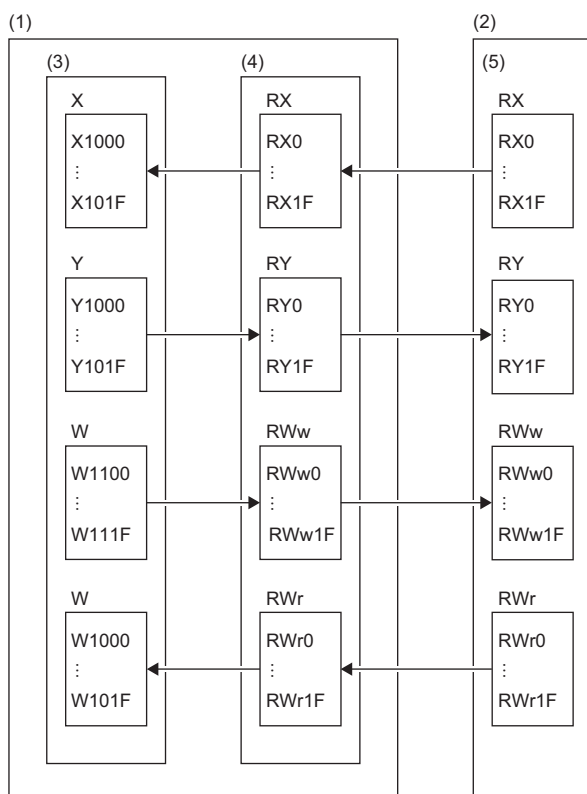 (1) (2)
(3) (4) (5)
X RX RX
X1000 RX0 RX0
⋮ ⋮ ⋮
X101F RX1F RX1F
Y RY RY
Y1000 RY0 RY0
⋮ ⋮ ⋮
Y101F RY1F RY1F
W RWw RWw
W1100 RWw0 RWw0
⋮ ⋮ ⋮
W111F RWw1F RWw1F
W RWr RWr
W1000 RWr0 RWr0
⋮ ⋮ ⋮
W101F RWr1F RWr1F